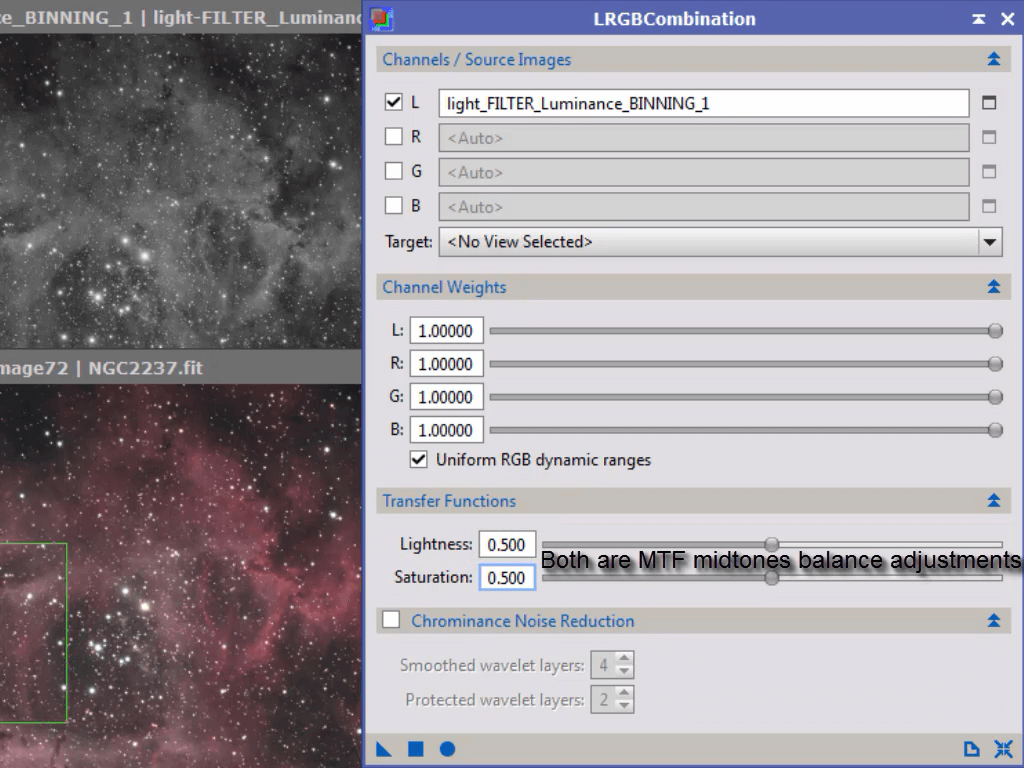 e_BINNING_1 | light-FILTER_Luminanc
LRGBCombination
Channels / Source Images
L light_FILTER_Luminance_BINNING_1
R <Auto>
G <Auto>
B <Auto>
Target: <No View Selected>
Channel Weights
L: 1.00000
mage72 | NGC2237.fit
R: 1.00000
G: 1.00000
B: 1.00000
Uniform RGB dynamic ranges
Transfer Functions
Lightness: 0.500
Both are MTF midtones balance adjustments
Saturation: 0.500
Chrominance Noise Reduction
Smoothed wavelet layers: 4
Protected wavelet layers: 2